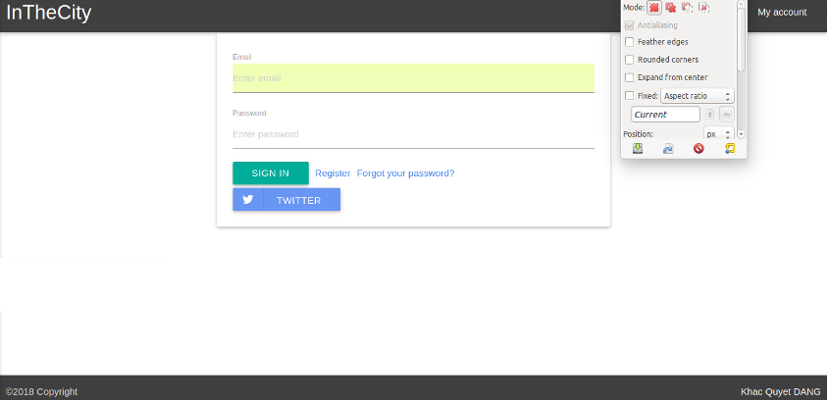 InTheCity
My account
Mode:
Antialiasing
Feather edges
Rounded corners
Expand from center
Fixed: Aspect ratio
Current
Position: px
Email
Enter email
Password
Enter password
SIGN IN Register Forgot your password?
TWITTER
©2018 Copyright
Khac Quyet DANG